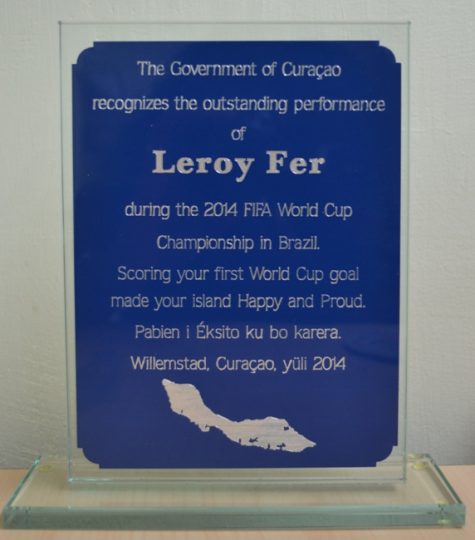 The Government of Curaçao
recognizes the outstanding performance
of
Leroy Fer
during the 2014 FIFA World Cup
Championship in Brazil.
Scoring your first World Cup goal
made your island Happy and Proud.
Pabien i Éksito ku bo karera.
Willemstad, Curaçao, yüli 2014